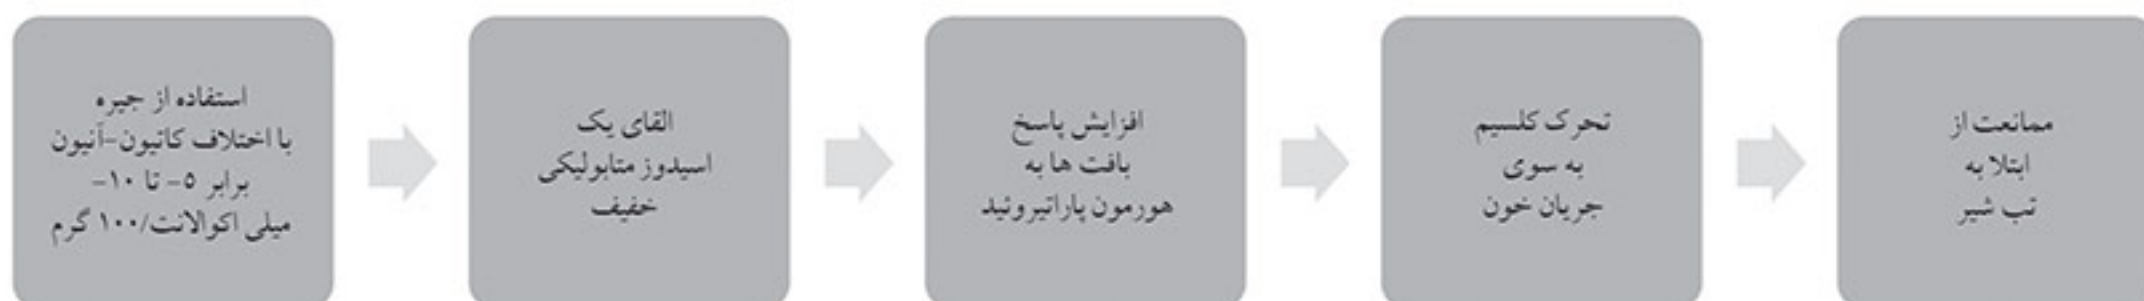 استفاده از جیره
با اختلاف کاتیون-آنیون
برابر ۵- تا ۱۰-
میلی اکوالانت/۱۰۰ گرم
القای یک
اسیدوز متابولیکی
خفیف
افزایش پاسخ
بافت ها به
هورمون پاراتیروئید
تحرک کلسیم
به سوی
جریان خون
ممانعت از
ابتلا به
تب شیر